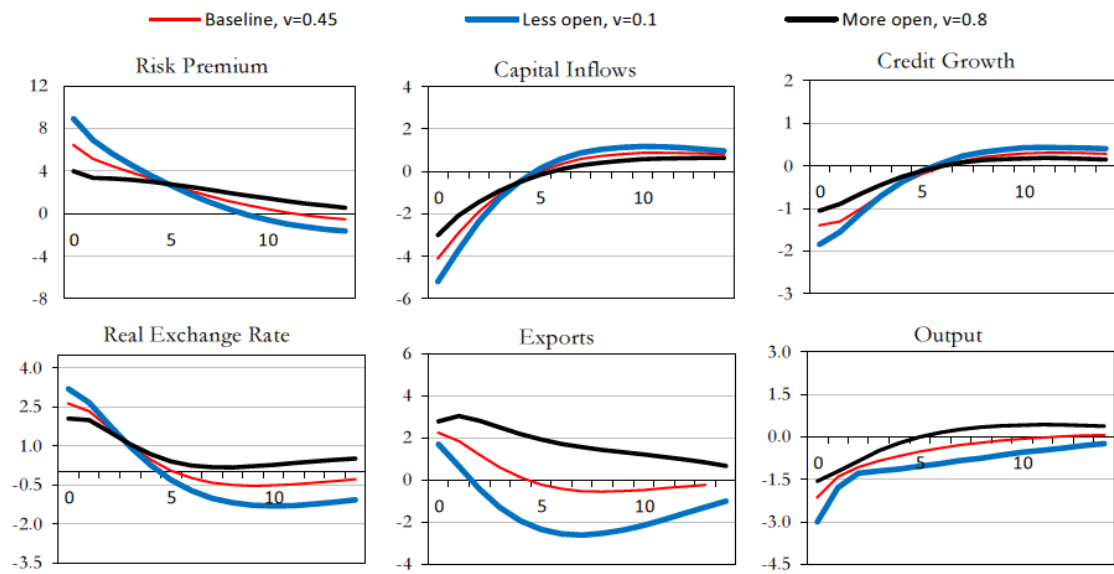 Baseline, v=0.45 Less open, v=0.1 More open, v=0.8
Risk Premium
12
8
4
0
-4
-8
0 5 10
Capital Inflows
4
2
0
-2
-4
-6
0 5 10
Credit Growth
2
1
0
-1
-2
-3
0 5 10
Real Exchange Rate
4.0
2.5
1.0
-0.5
-2.0
-3.5
0 5 10
Exports
6
4
2
0
-2
-4
0 5 10
Output
3.0
1.5
0.0
-1.5
-3.0
-4.5
0 5 10